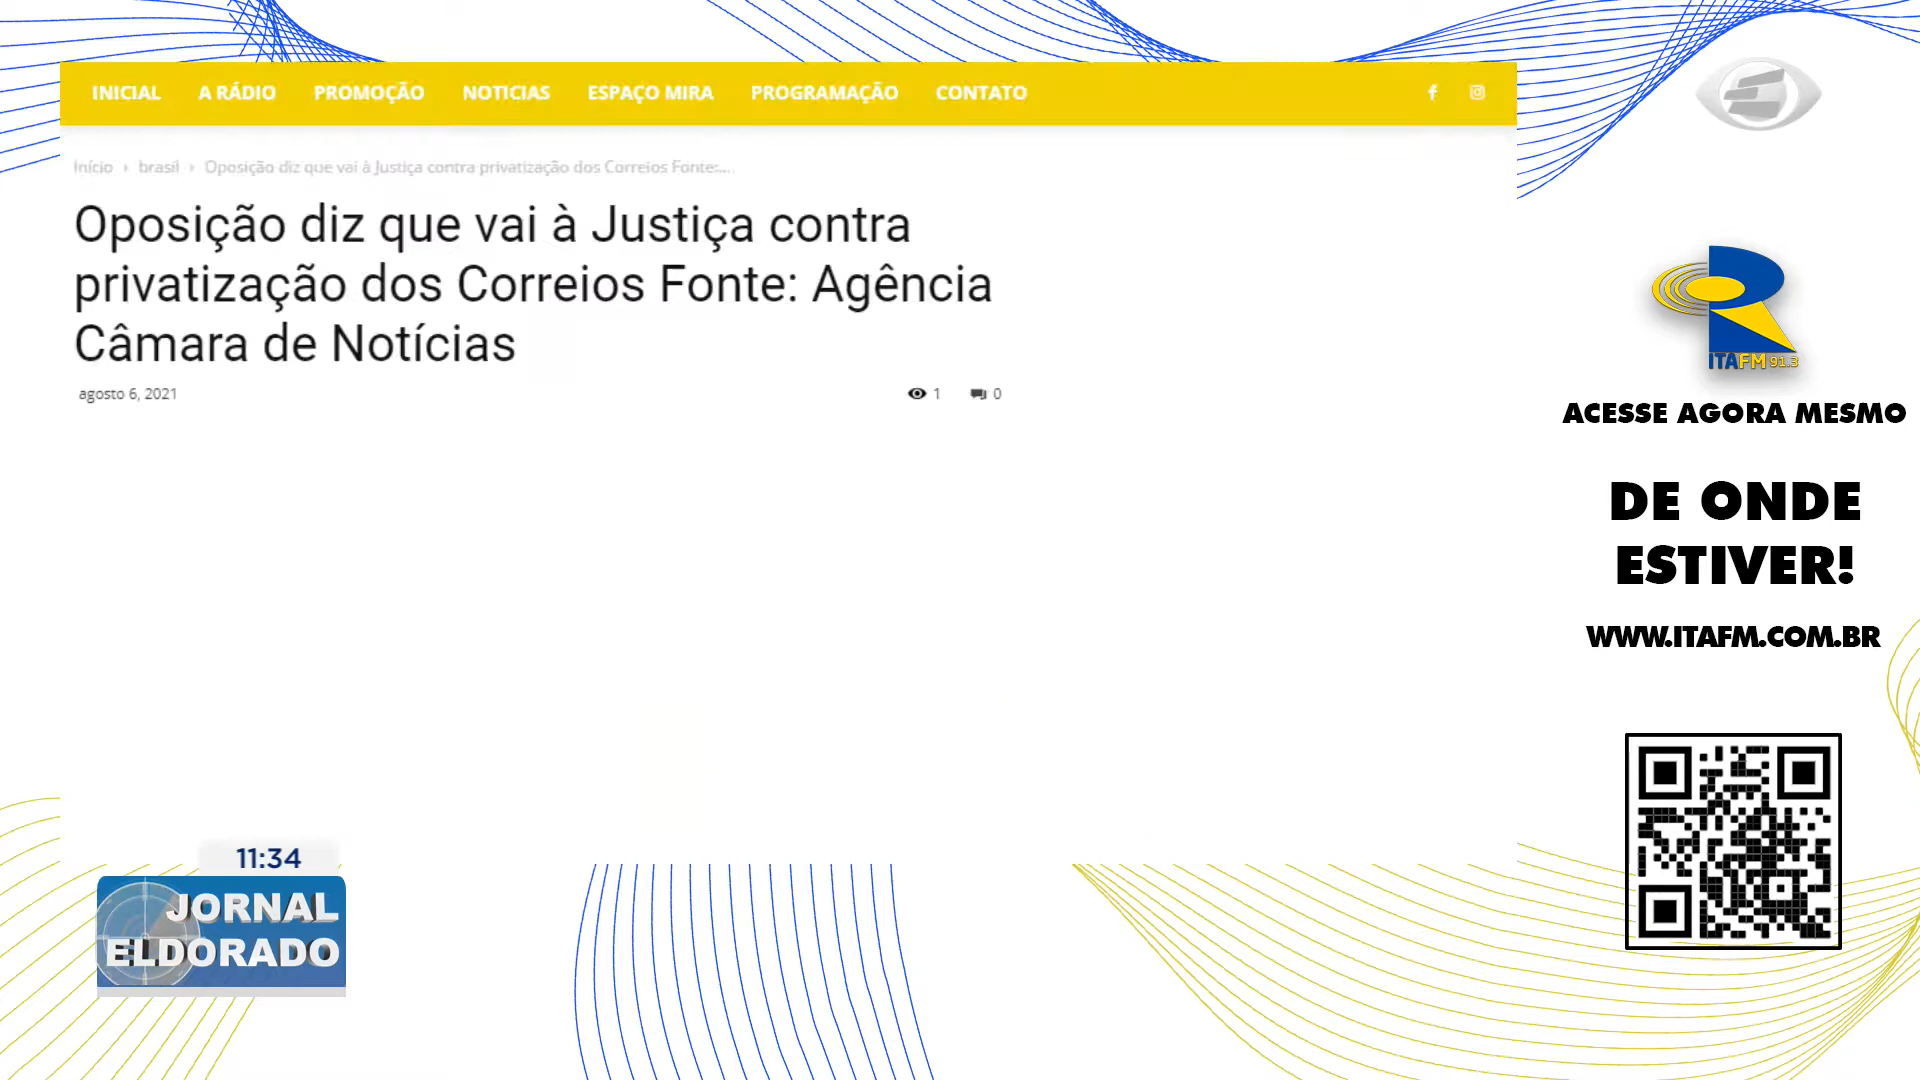 INICIAL A RÁDIO PROMOÇÃO NOTICIAS ESPAÇO MIRA PROGRAMAÇÃO CONTATO
Início › brasil › Oposição diz que vai à Justiça contra privatização dos Correios Fonte:...
Oposição diz que vai à Justiça contra
privatização dos Correios Fonte: Agência
Câmara de Notícias
agosto 6, 2021 1 0
ITAFM 91.3
ACESSE AGORA MESMO
DE ONDE
ESTIVER!
WWW.ITAFM.COM.BR
11:34
JORNAL
ELDORADO